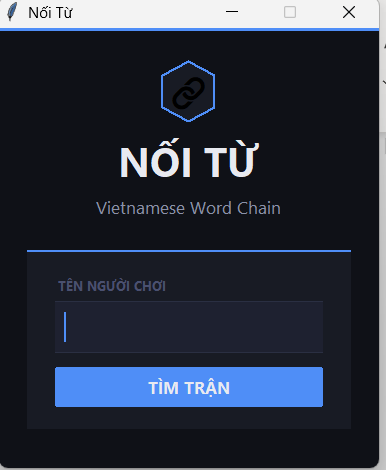 Nối Từ
NỐI TỪ
Vietnamese Word Chain
TÊN NGƯỜI CHƠI
TÌM TRẬN